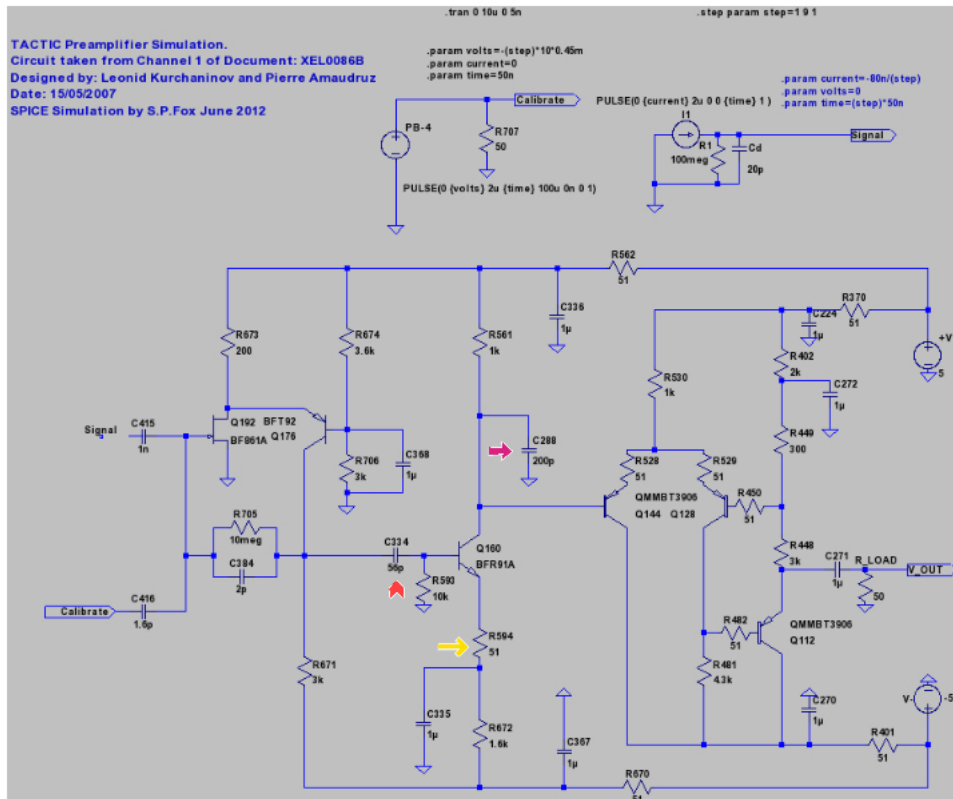 .tran 0 10u 0 5n
.step param step=1 9 1
TACTIC Preamplifier Simulation.
Circuit taken from Channel 1 of Document: XEL0086B
Designed by: Leonid Kurchaninov and Pierre Amaudruz
Date: 15/05/2007
SPICE Simulation by S.P.Fox June 2012
.param volts=-(step)*10*0.45m
.param current=0
.param time=50n
.param current=-80n/(step)
.param volts=0
.param time=(step)*50n
Calibrate
PB-4
R707
50
PULSE(0 {volts} 2u {time} 100u 0n 0 1)
PULSE(0 {current} 2u 0 0 {time} 1 )
I1
R1
100meg
Cd
20p
Signal
R562
51
C336
1µ
R370
51
C224
1µ
+V
5
R673
200
R674
3.6k
R561
1k
R530
1k
R402
2k
C272
1µ
Signal
C415
1n
Q192
BF861A
BFT92
Q176
R706
3k
C368
1µ
C288
200p
R528
51
R529
51
R449
300
QMMBT3906
Q144
Q128
R450
51
R705
10meg
C384
2p
C334
56p
Q160
BFR91A
R593
10k
R448
3k
C271
1µ
R_LOAD
50
V_OUT
Calibrate
C416
1.6p
R594
51
R482
51
QMMBT3906
Q112
R671
3k
R481
4.3k
C335
1µ
R672
1.6k
C367
1µ
C270
1µ
V-
-5
R401
51
R670
51